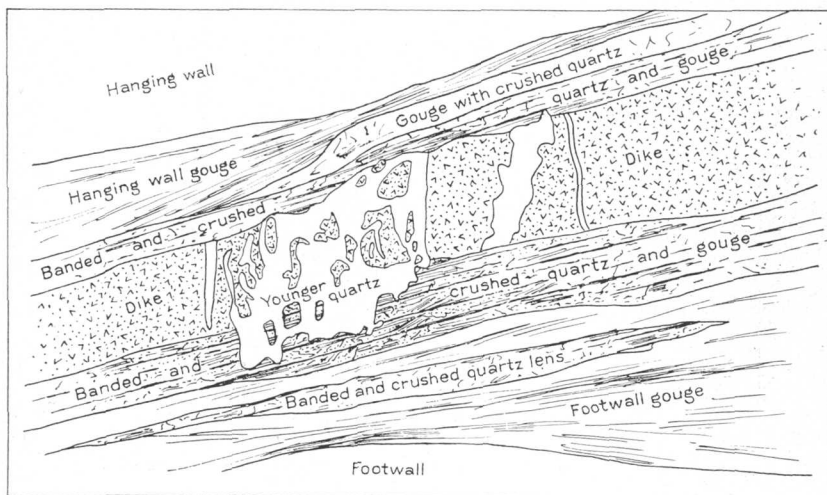 Hanging wall
Gouge with crushed quartz
Hanging wall gouge
Banded and crushed quartz and gouge
Dike
Dike
Younger quartz
Banded and crushed quartz and gouge
Banded and crushed quartz lens
Footwall gouge
Footwall